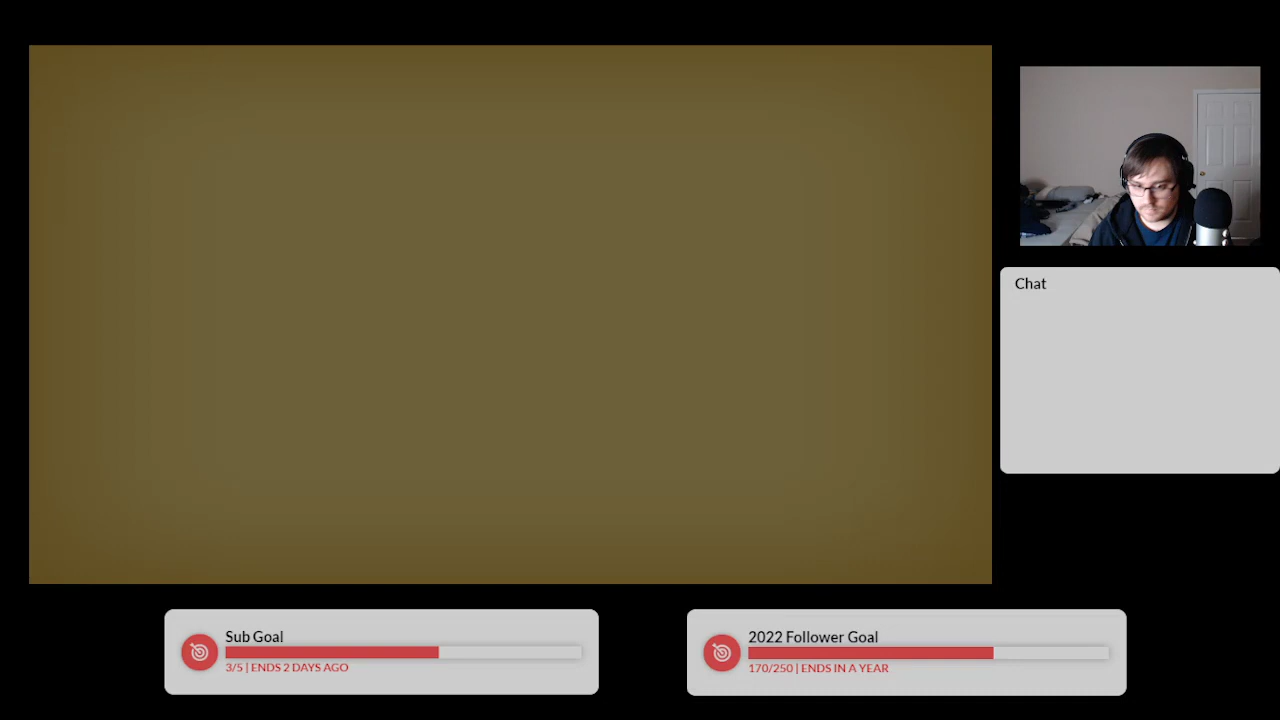 Chat
Sub Goal
3/5 | ENDS 2 DAYS AGO
2022 Follower Goal
170/250 | ENDS IN A YEAR